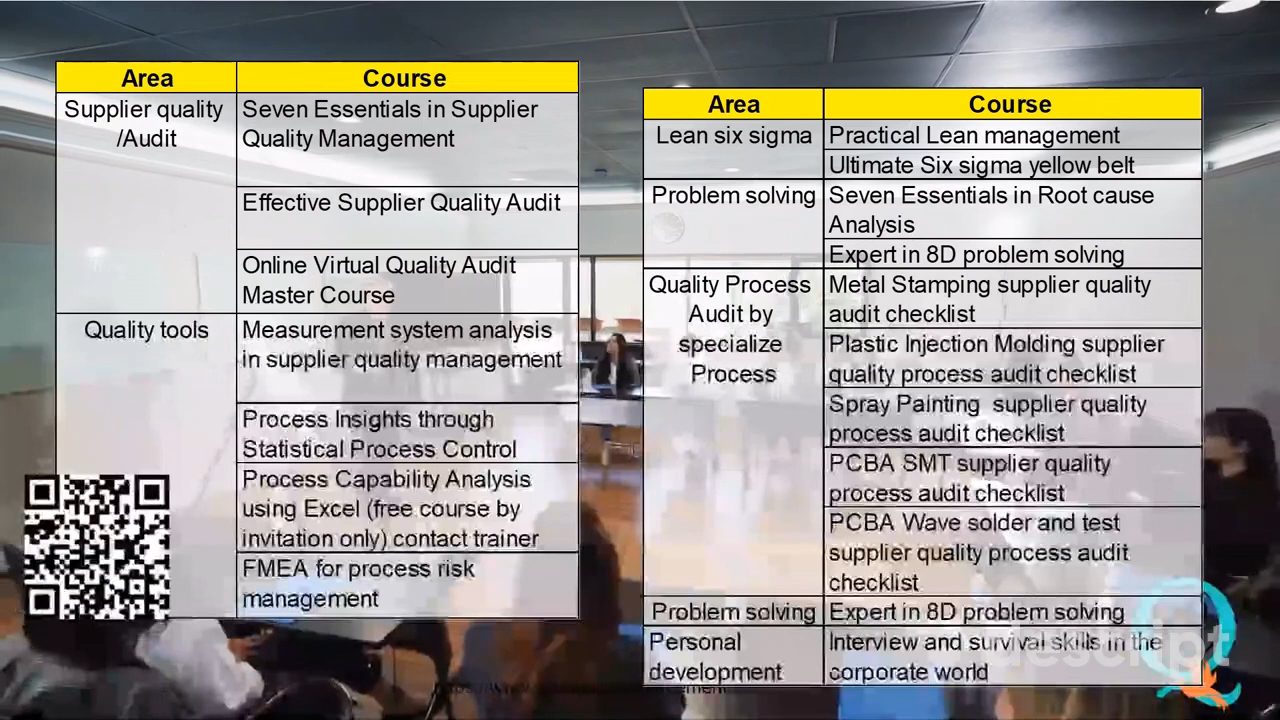 Area Course
Supplier quality
/Audit
Seven Essentials in Supplier
Quality Management
Effective Supplier Quality Audit
Online Virtual Quality Audit
Master Course
Quality tools
Measurement system analysis
in supplier quality management
Process Insights through
Statistical Process Control
Process Capability Analysis
using Excel (free course by
invitation only) contact trainer
FMEA for process risk
management
Area Course
Lean six sigma
Practical Lean management
Ultimate Six sigma yellow belt
Problem solving
Seven Essentials in Root cause
Analysis
Expert in 8D problem solving
Quality Process
Audit by
specialize
Process
Metal Stamping supplier quality
audit checklist
Plastic Injection Molding supplier
quality process audit checklist
Spray Painting supplier quality
process audit checklist
PCBA SMT supplier quality
process audit checklist
PCBA Wave solder and test
supplier quality process audit
checklist
Problem solving
Expert in 8D problem solving
Personal
development
Interview and survival skills in the
corporate world
descript